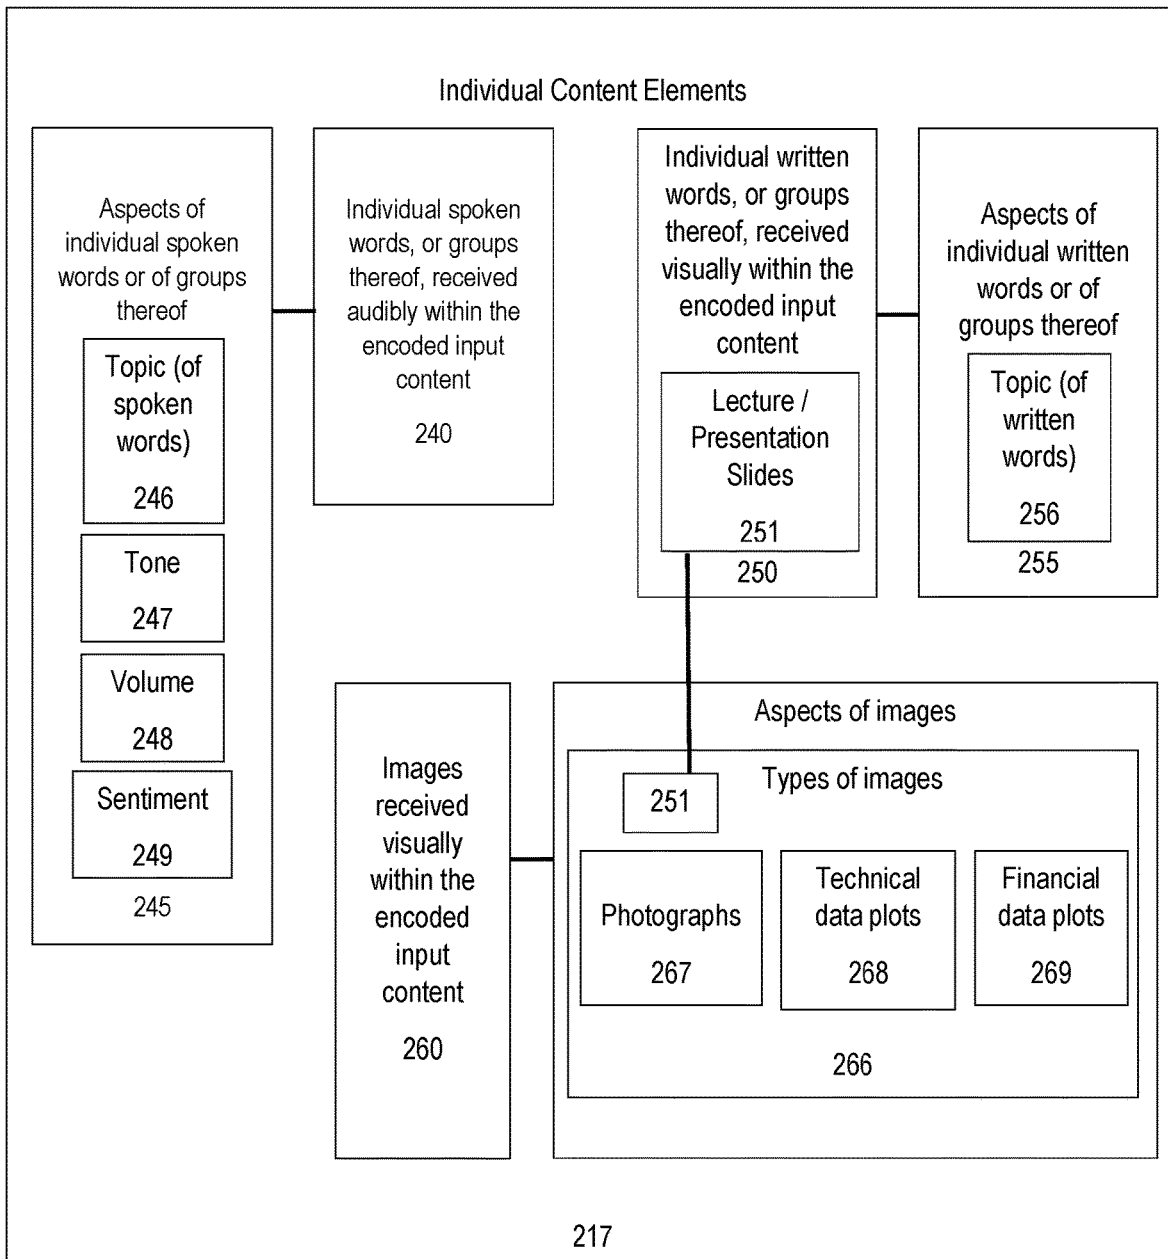 Individual Content Elements
Aspects of
individual spoken
words or of groups
thereof
Topic (of
spoken
words)
246
Tone
247
Volume
248
Sentiment
249
245
Individual spoken
words, or groups
thereof, received
audibly within the
encoded input
content
240
Individual written
words, or groups
thereof, received
visually within the
encoded input
content
Lecture /
Presentation
Slides
251
250
Aspects of
individual written
words or of
groups thereof
Topic (of
written
words)
256
255
Images
received
visually
within the
encoded
input
content
260
Aspects of images
Types of images
251
Photographs
267
Technical
data plots
268
Financial
data plots
269
266
217